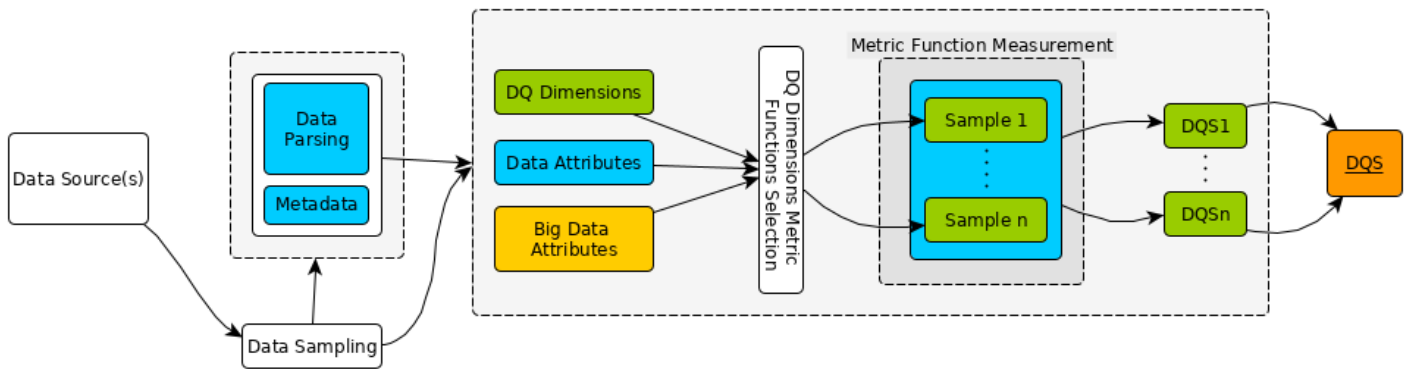 Data Source(s)
Data
Parsing
Metadata
Data Sampling
DQ Dimensions
Data Attributes
Big Data
Attributes
DQ Dimensions Metric
Functions Selection
Metric Function Measurement
Sample 1
Sample n
DQS1
DQSn
DQS